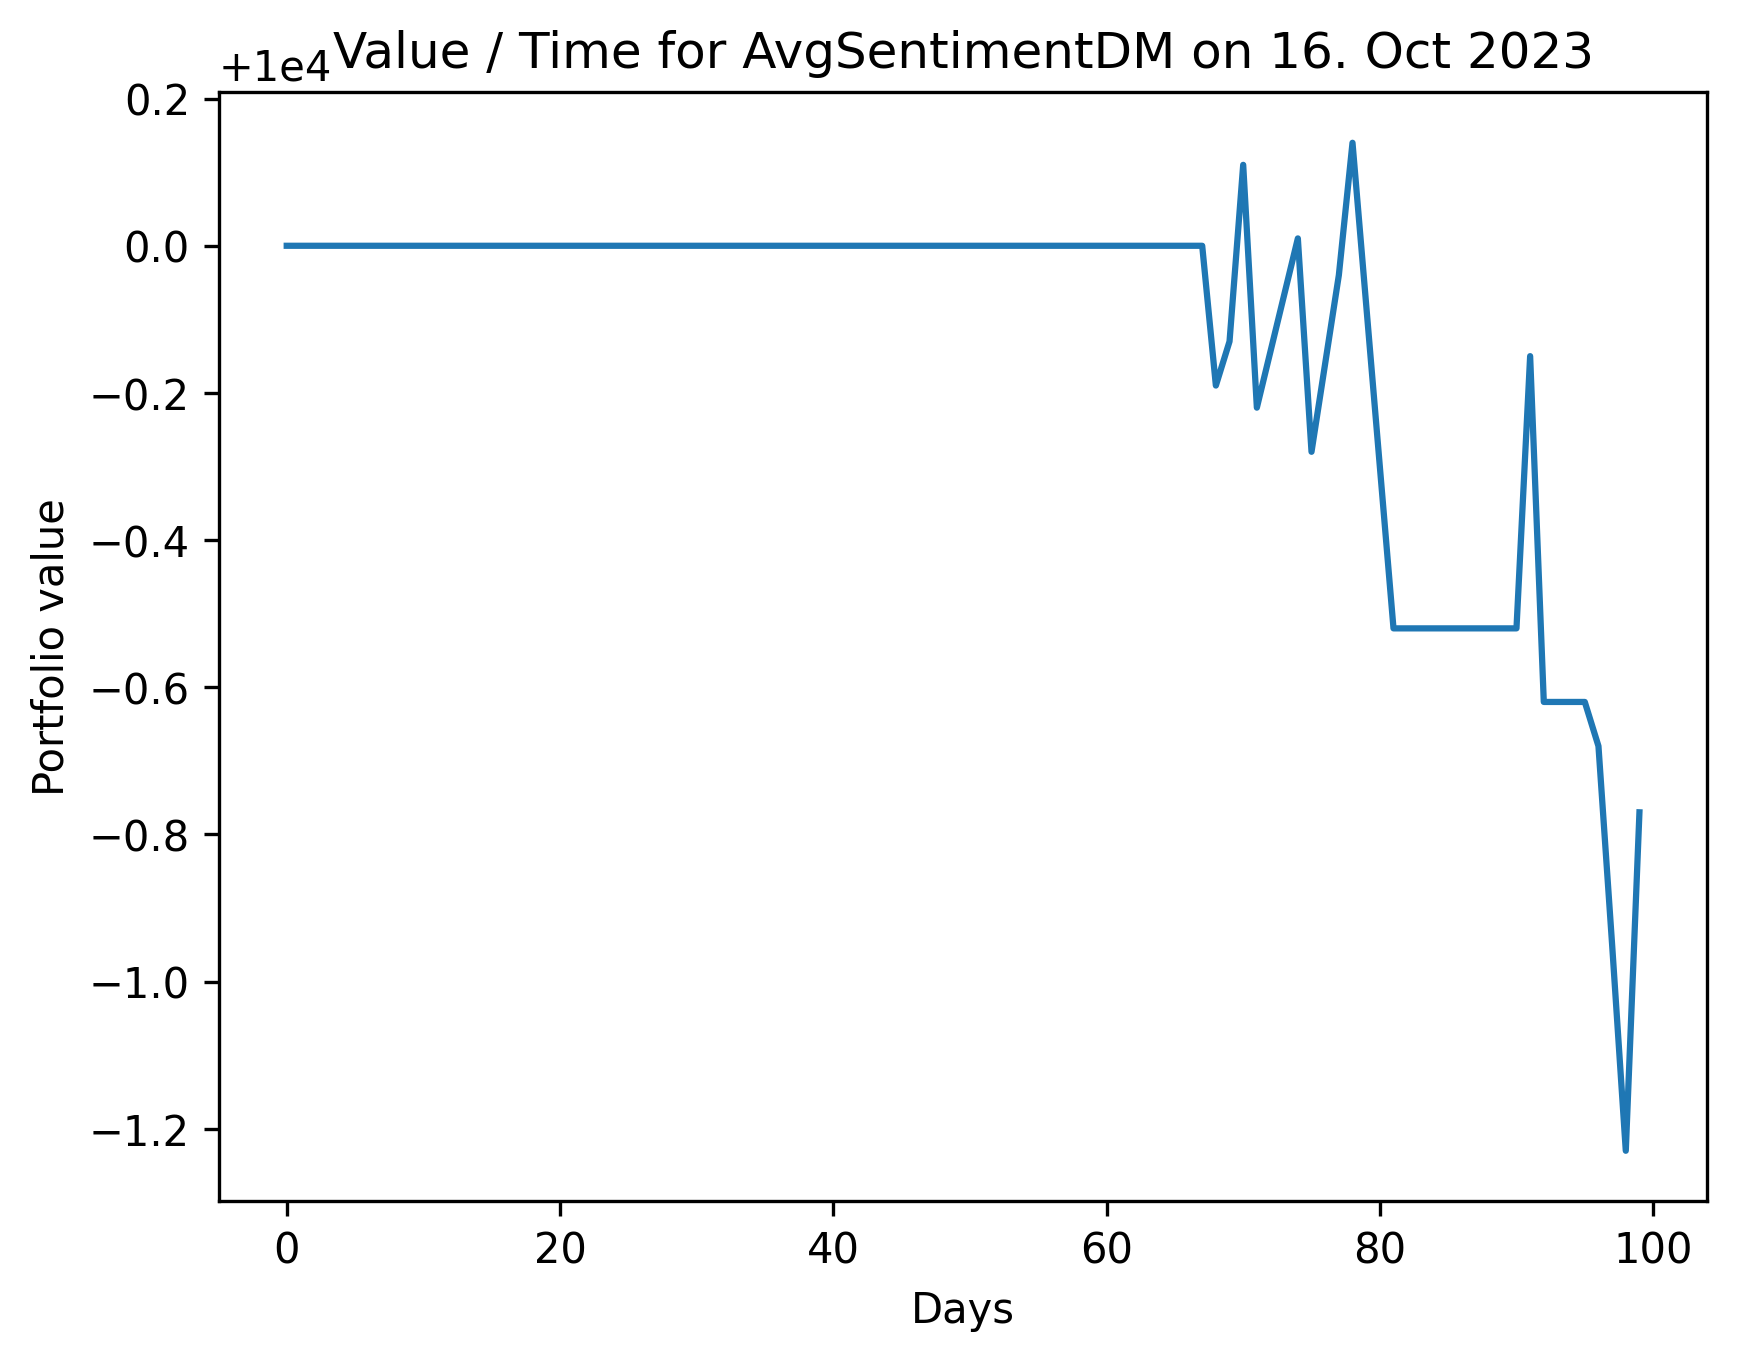 Value / Time for AvgSentimentDM on 16. Oct 2023
+1e4
0.2
0.0
−0.2
−0.4
−0.6
−0.8
−1.0
−1.2
Portfolio value
0 20 40 60 80 100
Days